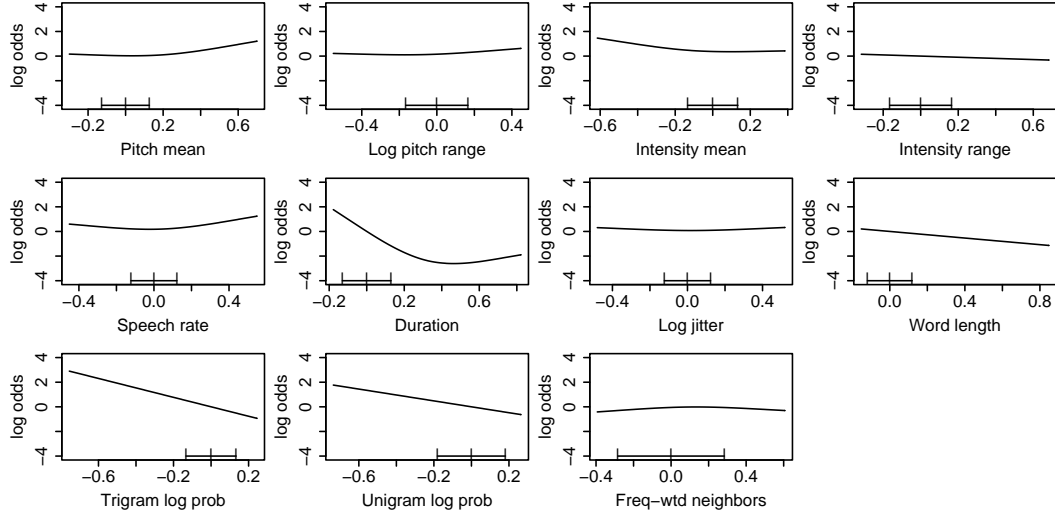 log odds
−4 0 2 4
−0.2 0.2 0.6
Pitch mean
log odds
−4 0 2 4
−0.4 0.0 0.4
Log pitch range
log odds
−4 0 2 4
−0.6 −0.2 0.2
Intensity mean
log odds
−4 0 2 4
−0.2 0.2 0.6
Intensity range
log odds
−4 0 2 4
−0.4 0.0 0.4
Speech rate
log odds
−4 0 2 4
−0.2 0.2 0.6
Duration
log odds
−4 0 2 4
−0.4 0.0 0.4
Log jitter
log odds
−4 0 2 4
0.0 0.4 0.8
Word length
log odds
−4 0 2 4
−0.6 −0.2 0.2
Trigram log prob
log odds
−4 0 2 4
−0.6 −0.2 0.2
Unigram log prob
log odds
−4 0 2 4
−0.4 0.0 0.4
Freq−wtd neighbors